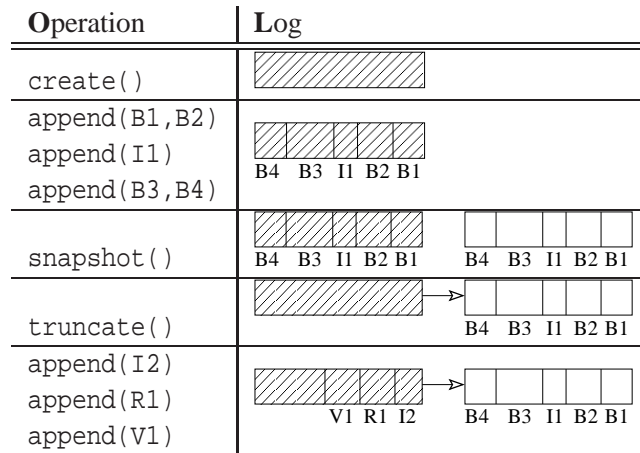 Operation Log
create()
append(B1,B2)
append(I1)
append(B3,B4)
B4 B3 I1 B2 B1
snapshot()
B4 B3 I1 B2 B1 B4 B3 I1 B2 B1
truncate()
B4 B3 I1 B2 B1
append(I2)
append(R1)
append(V1)
V1 R1 I2 B4 B3 I1 B2 B1